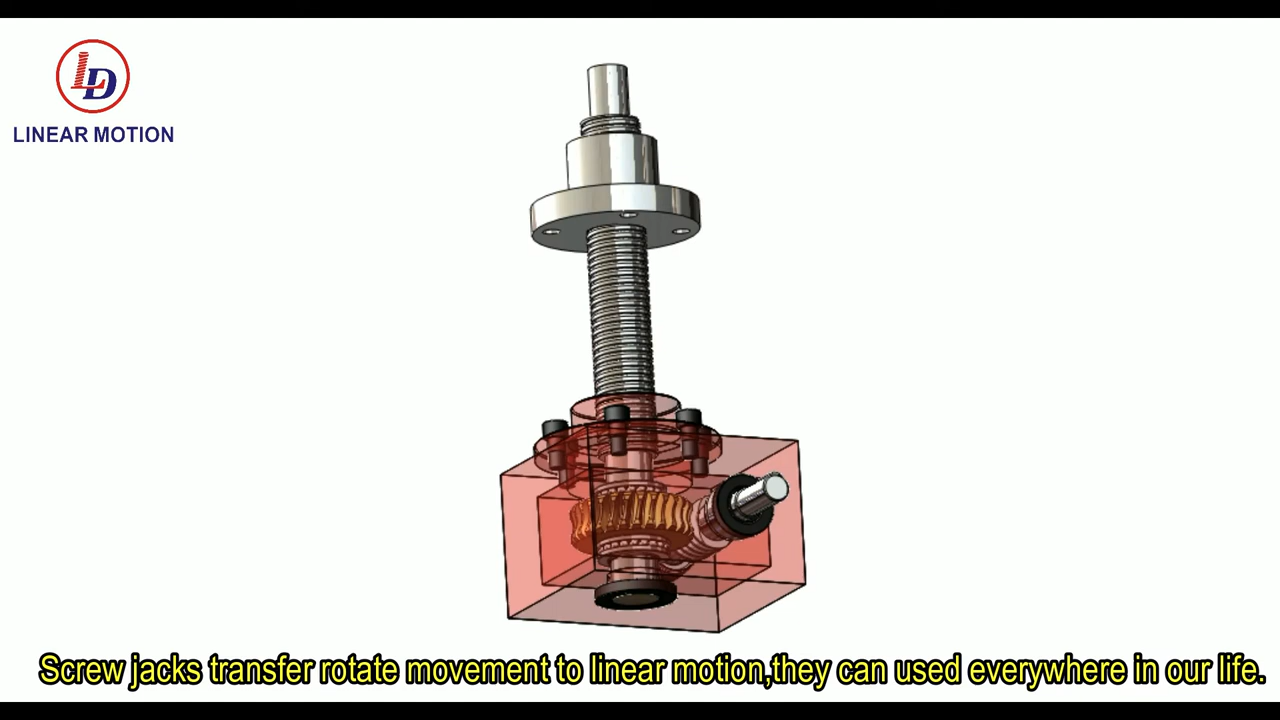 LD
LINEAR MOTION
Screw jacks transfer rotate movement to linear motion,they can used everywhere in our life.